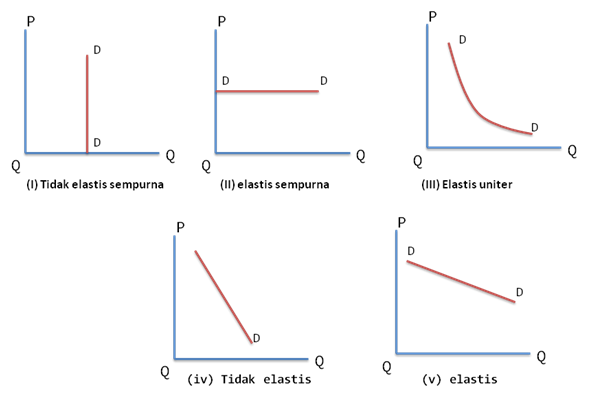 P
D
D
Q
Q
(I) Tidak elastis sempurna
P
D
D
Q
Q
(II) elastis sempurna
P
D
D
Q
Q
(III) Elastis uniter
P
D
Q
Q
(iv) Tidak elastis
P
D
D
Q
Q
(v) elastis